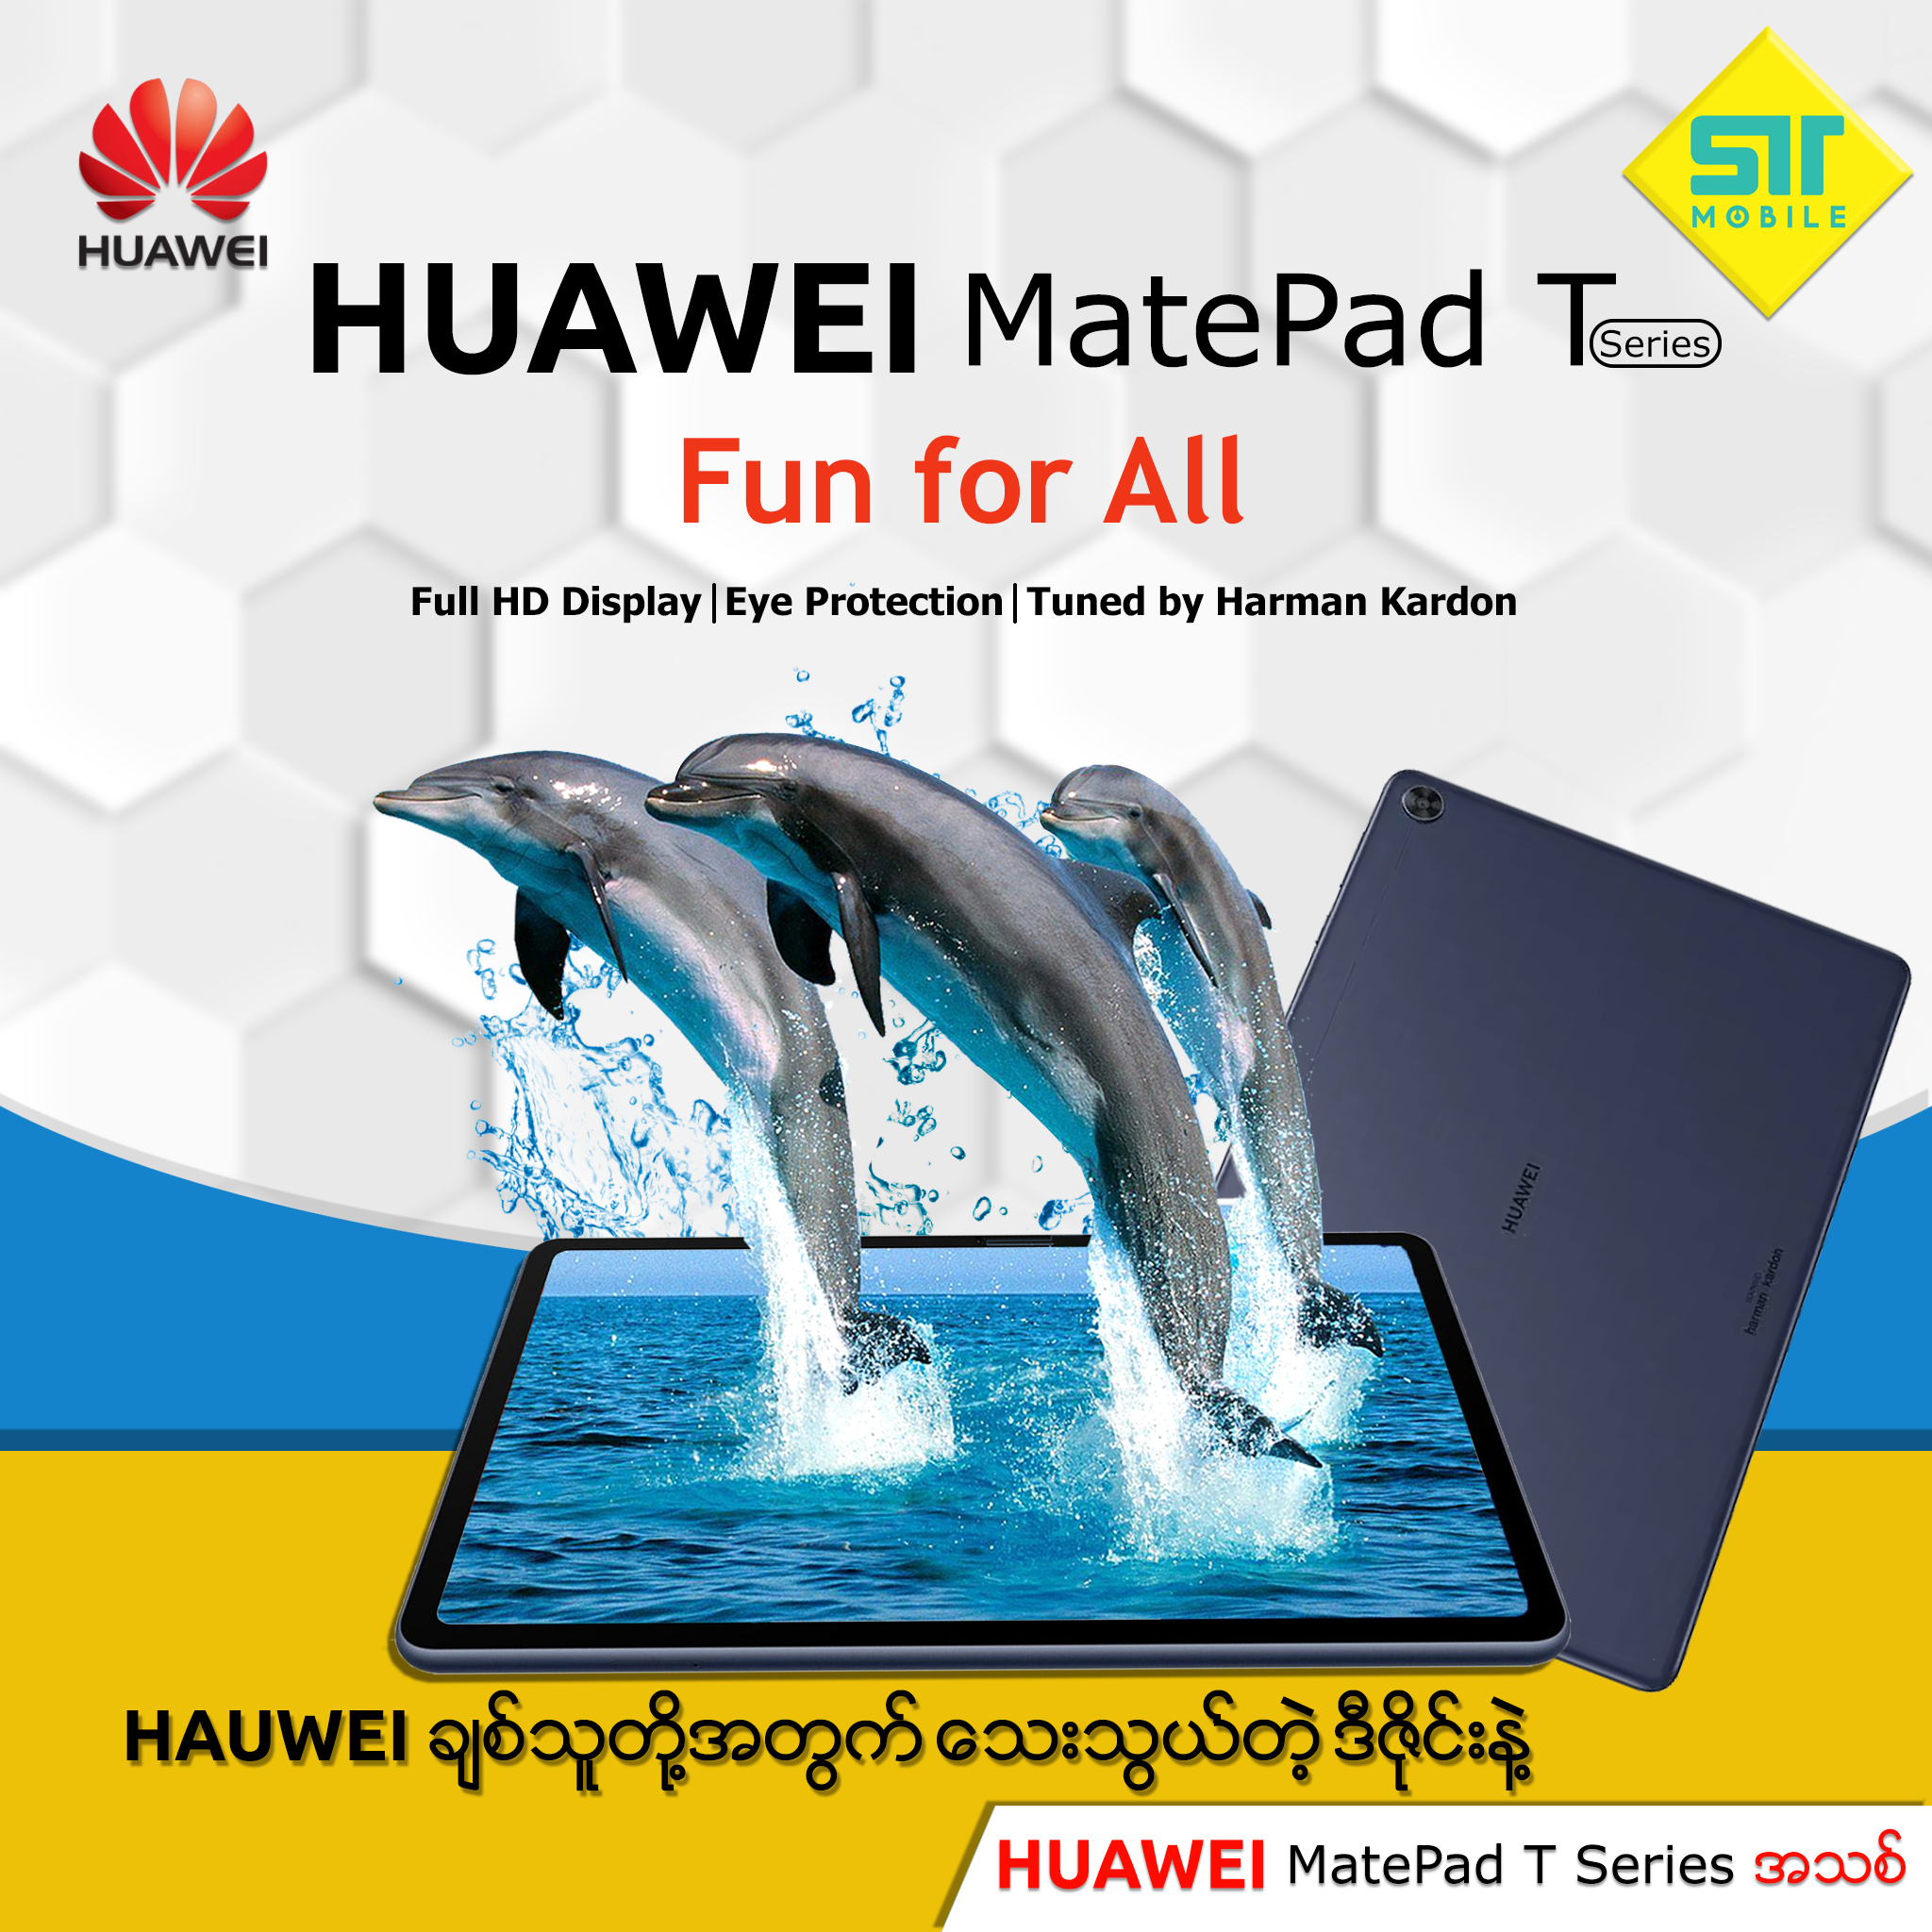 HUAWEI
ST MOBILE
HUAWEI MatePad T Series
Fun for All
Full HD Display|Eye Protection|Tuned by Harman Kardon
HUAWEI
harman kardon
HAUWEI ချစ်သူတို့အတွက် သေးသွယ်တဲ့ ဒီဇိုင်းနဲ့
HUAWEI MatePad T Series အသစ်